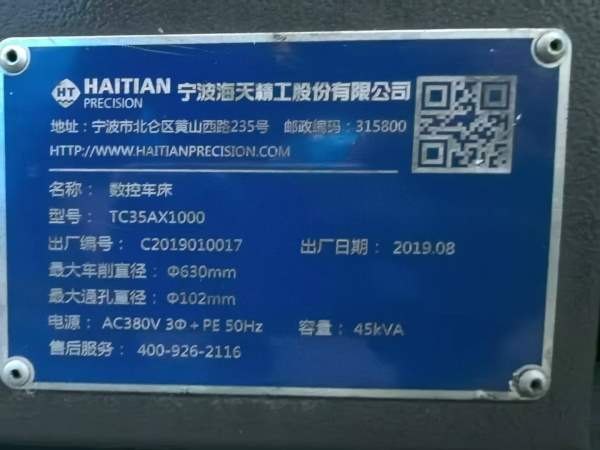 HT HAITIAN PRECISION 宁波海天精工股份有限公司
地址：宁波市北仑区黄山西路235号 邮政编码：315800
HTTP://WWW.HAITIANPRECISION.COM
名称： 数控车床
型号： TC35AX1000
出厂编号： C2019010017 出厂日期： 2019.08
最大车削直径： Φ630mm
最大通孔直径： Φ102mm
电源： AC380V 3Φ+PE 50Hz 容量： 45kVA
售后服务： 400-926-2116